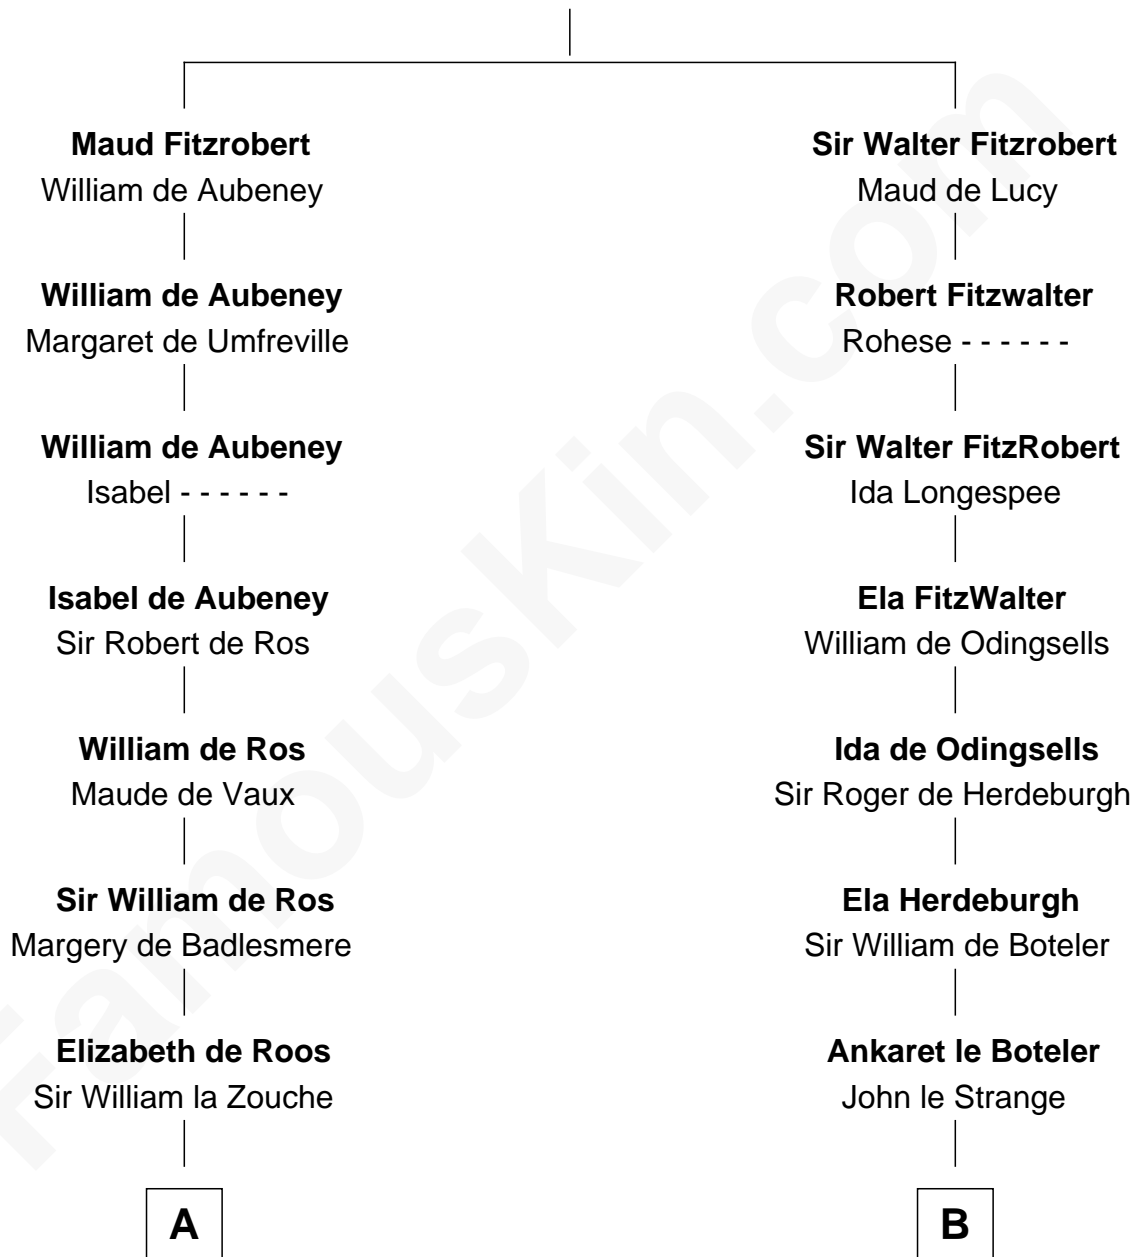 Maud Fitzrobert
William de Aubeney
Sir Walter Fitzrobert
Maud de Lucy
William de Aubeney
Margaret de Umfreville
Robert Fitzwalter
Rohese - - - - - -
William de Aubeney
Isabel - - - - - -
Sir Walter FitzRobert
Ida Longespee
Isabel de Aubeney
Sir Robert de Ros
Ela FitzWalter
William de Odingsells
William de Ros
Maude de Vaux
Ida de Odingsells
Sir Roger de Herdeburgh
Sir William de Ros
Margery de Badlesmere
Ela Herdeburgh
Sir William de Boteler
Elizabeth de Roos
Sir William la Zouche
Ankaret le Boteler
John le Strange
A
B
FamousKin.com